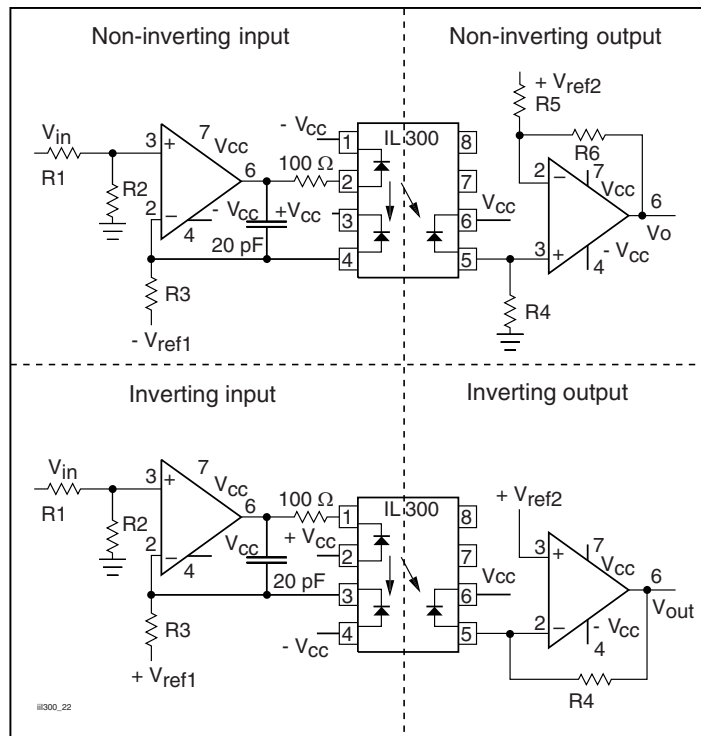 Non-inverting input
Non-inverting output
+ Vref2
R5
Vin
R1
R2
3
+
7
Vcc
6
2
−
4
- Vcc
100 Ω
20 pF
R3
- Vref1
- Vcc
+Vcc
IL300
1
2
3
4
8
7
6
5
Vcc
R6
2
−
7
Vcc
6
Vo
3
+
4
- Vcc
R4
Inverting input
Inverting output
Vin
R1
R2
3
+
7
Vcc
6
2
−
4
Vcc
100 Ω
20 pF
R3
+ Vref1
+ Vcc
- Vcc
IL300
1
2
3
4
8
7
6
5
Vcc
+ Vref2
3
+
7
Vcc
6
Vout
2
−
4
- Vcc
R4
iil300_22